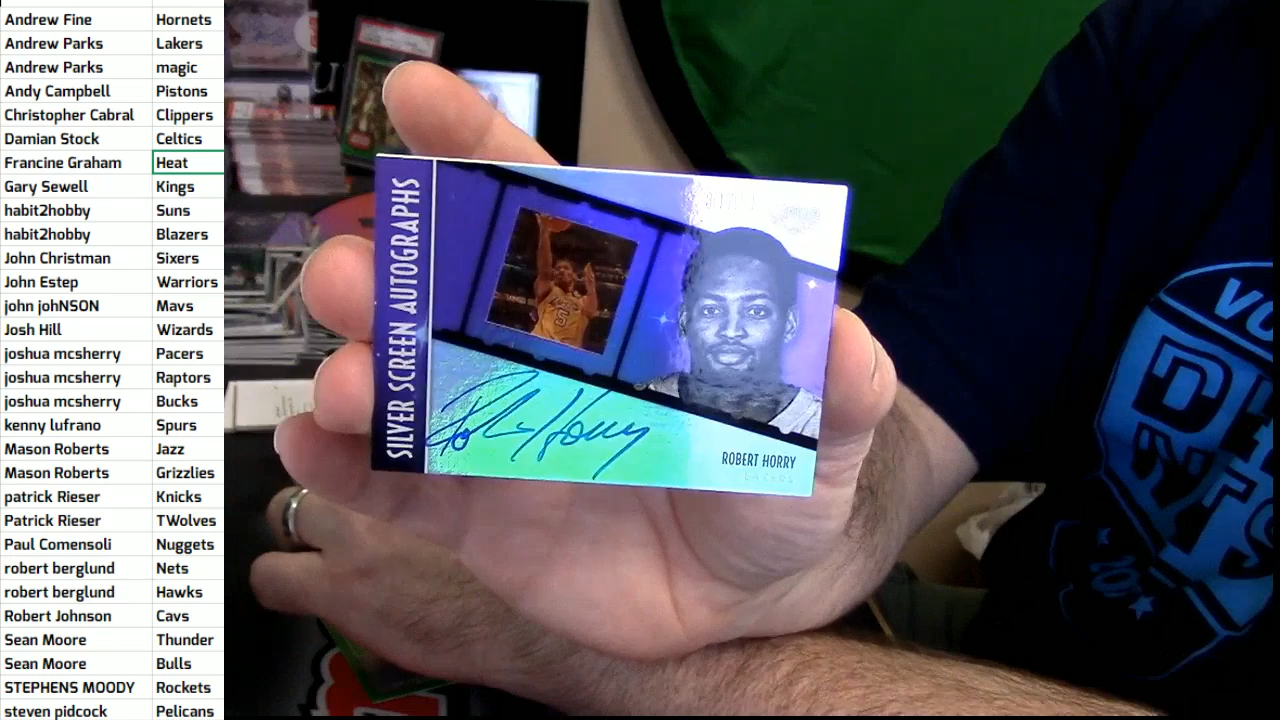 Andrew Fine Hornets
Andrew Parks Lakers
Andrew Parks magic
Andy Campbell Pistons
Christopher Cabral Clippers
Damian Stock Celtics
Francine Graham Heat
Gary Sewell Kings
habit2hobby Suns
habit2hobby Blazers
John Christman Sixers
John Estep Warriors
john johNSON Mavs
Josh Hill Wizards
joshua mcsherry Pacers
joshua mcsherry Raptors
joshua mcsherry Bucks
kenny lufrano Spurs
Mason Roberts Jazz
Mason Roberts Grizzlies
patrick Rieser Knicks
Patrick Rieser TWolves
Paul Comensoli Nuggets
robert berglund Nets
robert berglund Hawks
Robert Johnson Cavs
Sean Moore Thunder
Sean Moore Bulls
STEPHENS MOODY Rockets
steven pidcock Pelicans
SILVER SCREEN AUTOGRAPHS
Robert Horry
ROBERT HORRY
LAKERS